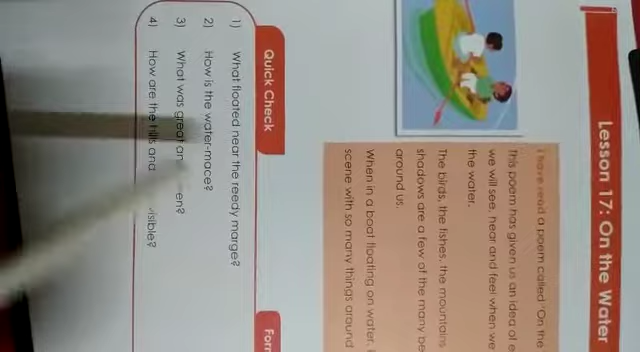 Lesson 17: On the Water
I have read a poem called 'On the
This poem has given us an idea of
we will see, hear and feel when we
the water.
The birds, the fishes, the mountains
shadows are a few of the many
around us.
When in a boat floating on water,
scene with so many things around
Quick Check
1) What floated near the reedy marge?
2) How is the water-mace?
3) What was great an en?
4) How are the hills and visible?
Form